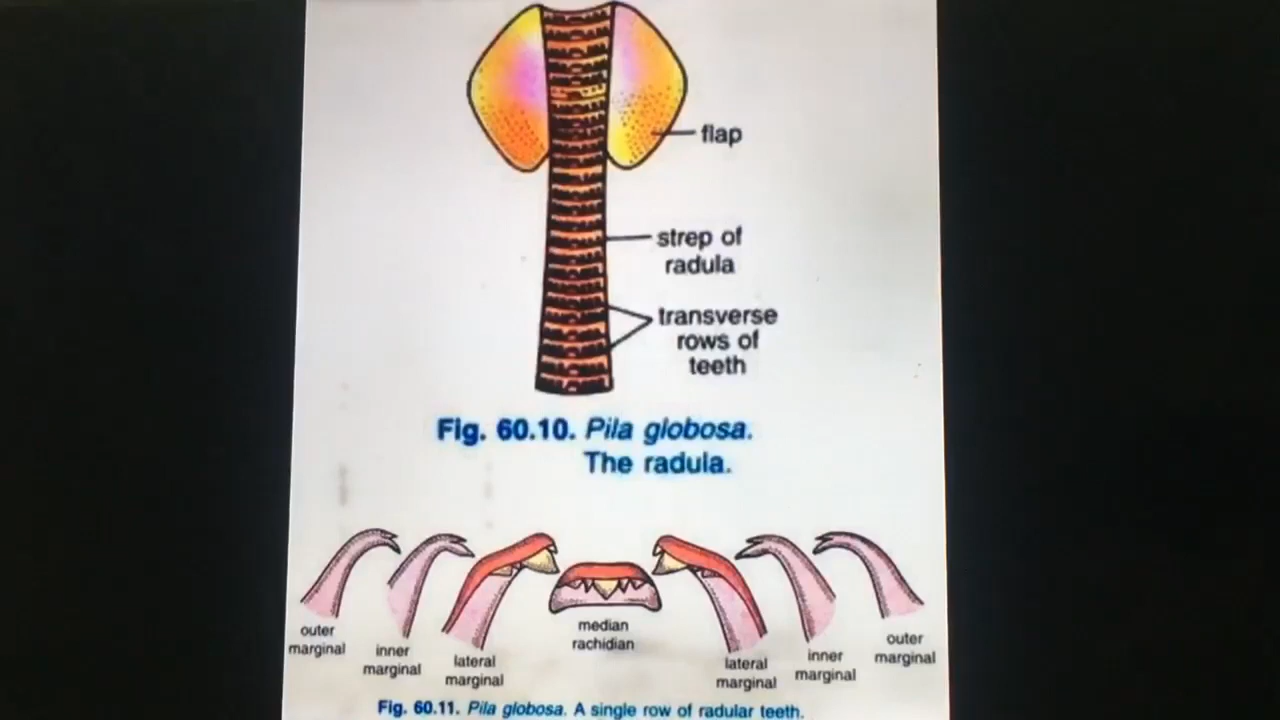 flap
strep of
radula
transverse
rows of
teeth
Fig. 60.10. Pila globosa.
The radula.
outer
marginal
inner
marginal
lateral
marginal
median
rachidian
lateral
marginal
inner
marginal
outer
marginal
Fig. 60.11. Pila globosa. A single row of radular teeth.